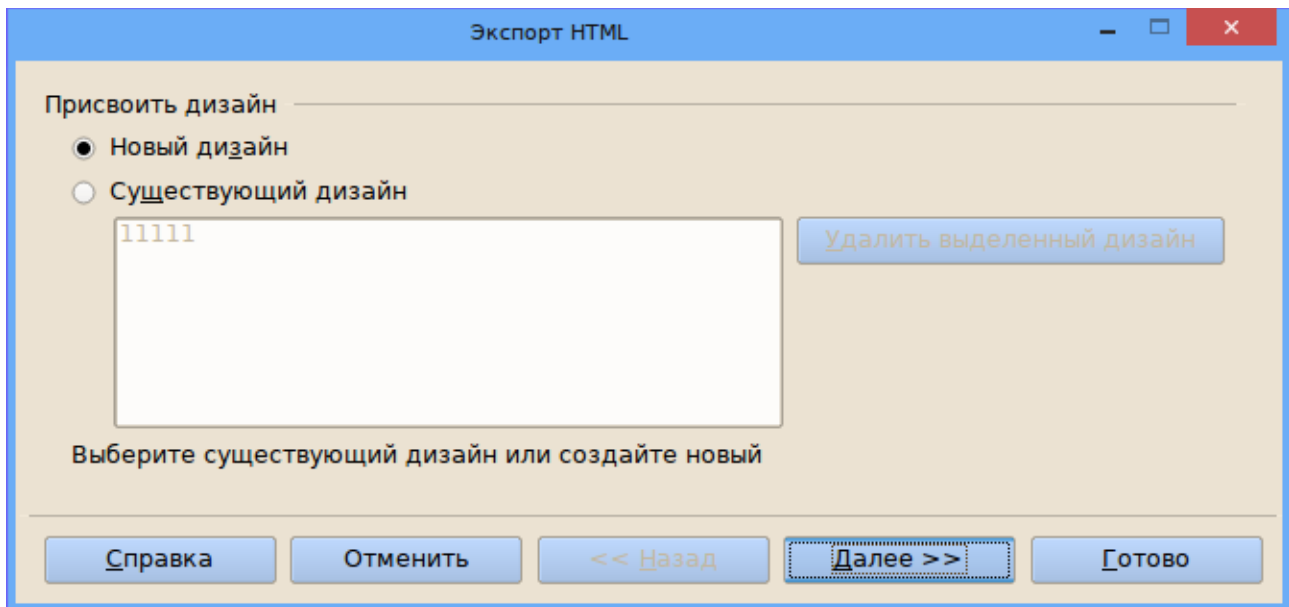 Экспорт HTML
Присвоить дизайн
Новый дизайн
Существующий дизайн
11111
Удалить выделенный дизайн
Выберите существующий дизайн или создайте новый
Справка Отменить << Назад Далее >> Готово